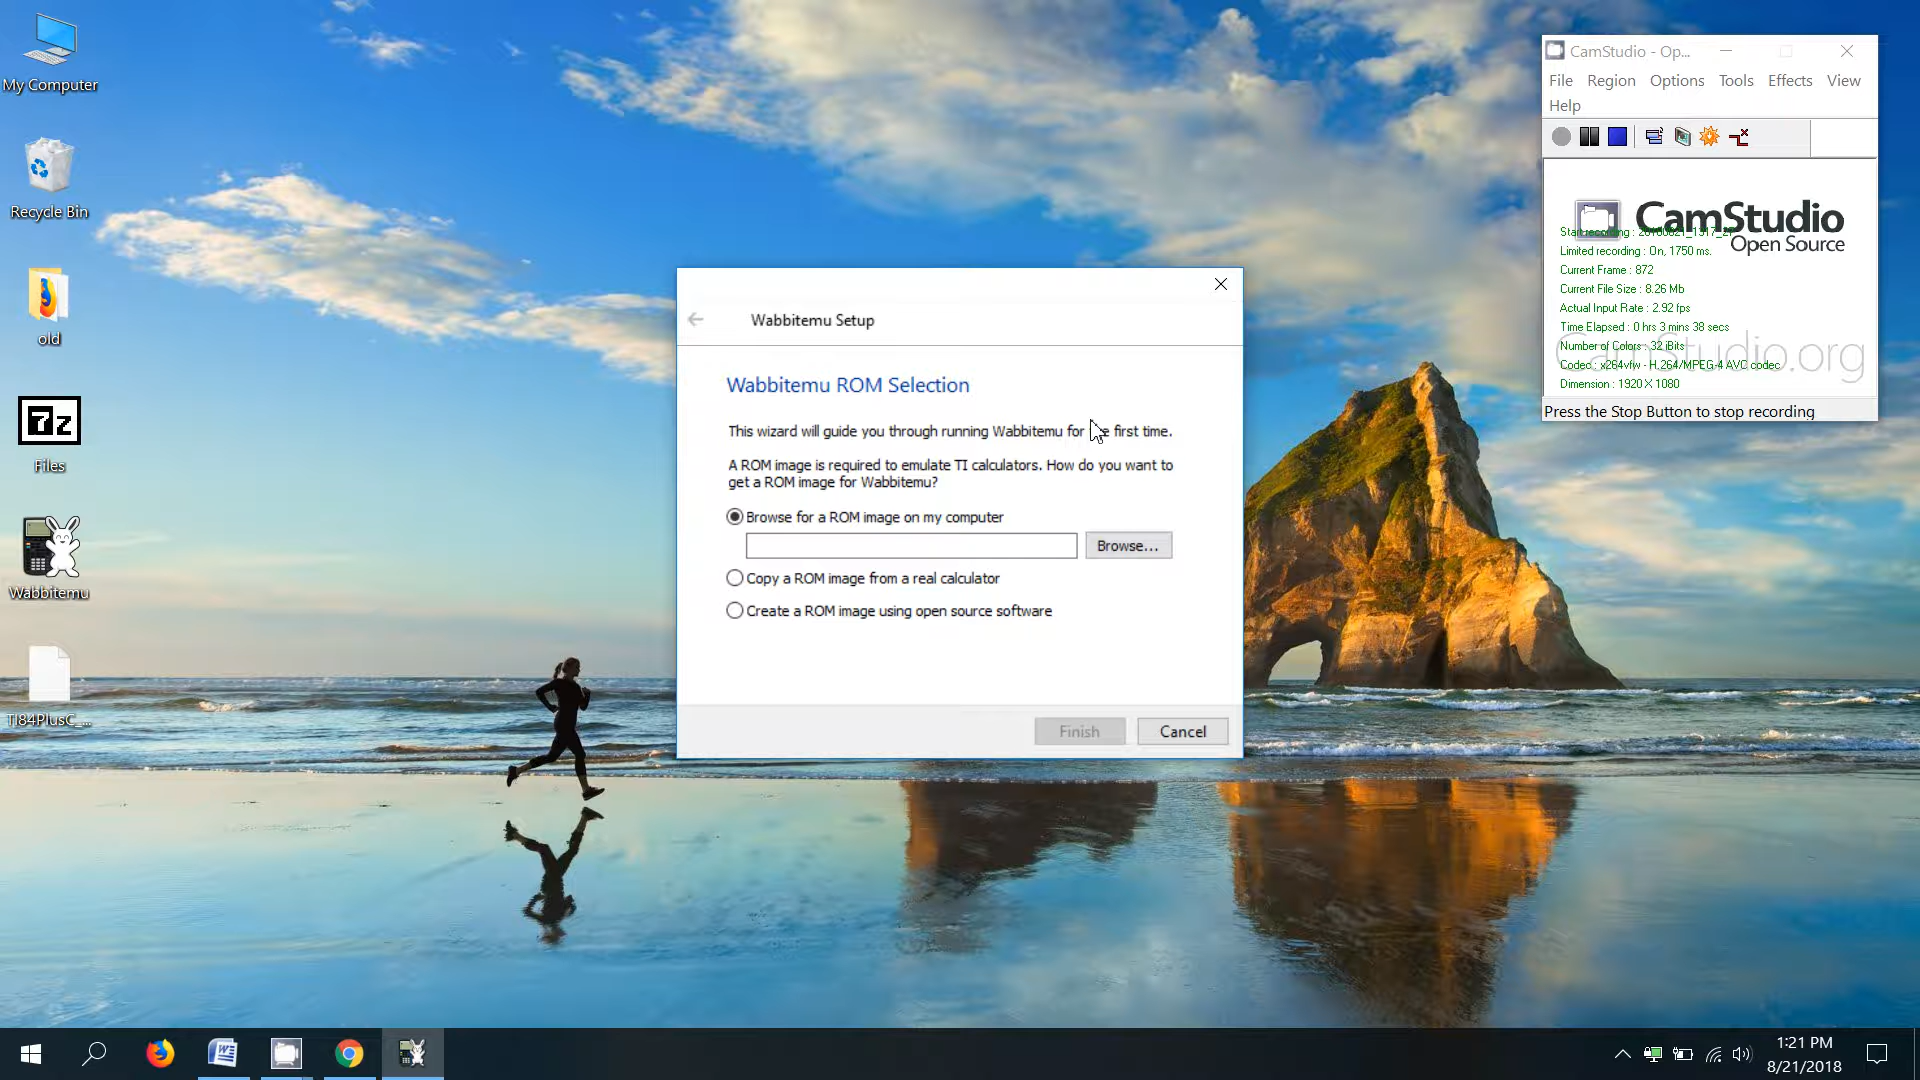 My Computer
Recycle Bin
old
Files
Wabbitemu
TI84PlusC_...
Wabbitemu Setup
Wabbitemu ROM Selection
This wizard will guide you through running Wabbitemu for first time.
A ROM image is required to emulate TI calculators. How do you want to
get a ROM image for Wabbitemu?
Browse for a ROM image on my computer
Browse...
Copy a ROM image from a real calculator
Create a ROM image using open source software
Finish
Cancel
CamStudio - Op...
File Region Options Tools Effects View
Help
CamStudio
Open Source
Start recording :
Limited recording : On, 1750 ms.
Current Frame : 872
Current File Size : 8.26 Mb
Actual Input Rate : 2.92 fps
Time Elapsed : 0 hrs 3 mins 38 secs
Number of Colors : 32 iBits
CamStudio.org
Codec : x264vfw - H.264/MPEG-4 AVC codec
Dimension : 1920 X 1080
Press the Stop Button to stop recording
7z
1:21 PM
8/21/2018